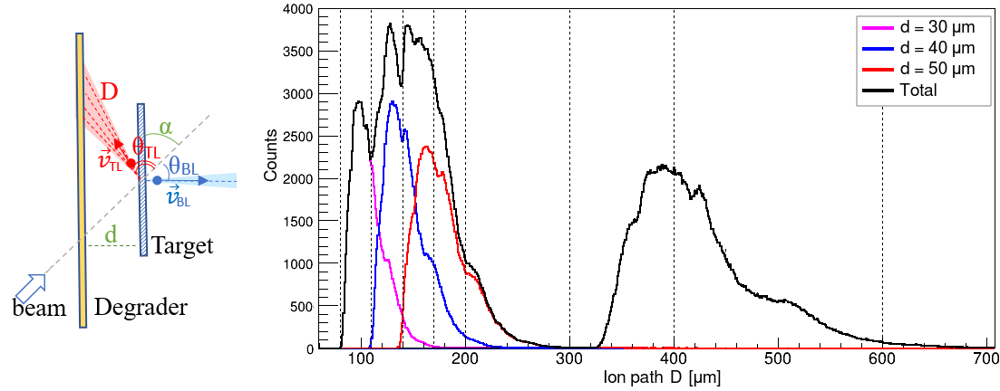 D
α
θTL
v⃗TL
θBL
v⃗BL
d
Target
beam
Degrader
4000
3500
3000
2500
2000
1500
1000
500
0
Counts
100 200 300 400 500 600 700
Ion path D [μm]
d = 30 μm
d = 40 μm
d = 50 μm
Total